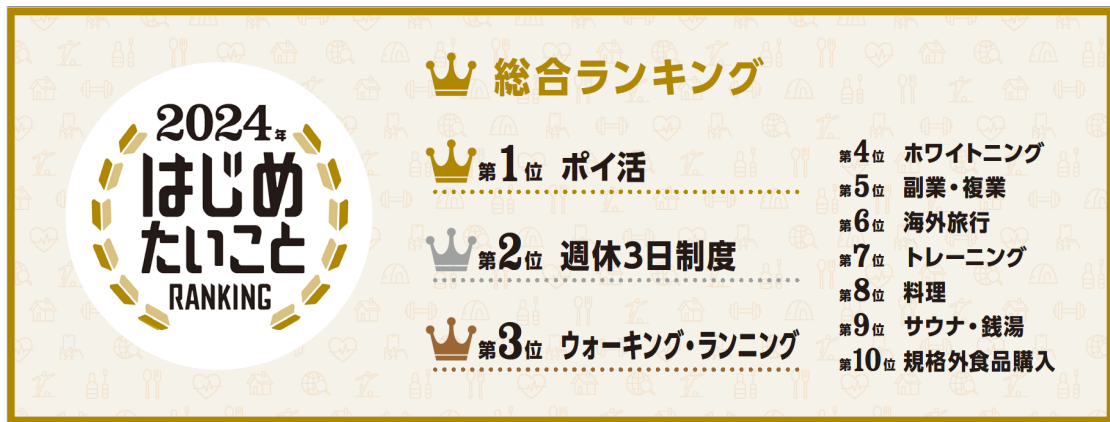 2024年
はじめ
たいこと
RANKING
総合ランキング
第1位 ポイ活
第2位 週休3日制度
第3位 ウォーキング・ランニング
第4位 ホワイトニング
第5位 副業・複業
第6位 海外旅行
第7位 トレーニング
第8位 料理
第9位 サウナ・銭湯
第10位 規格外食品購入